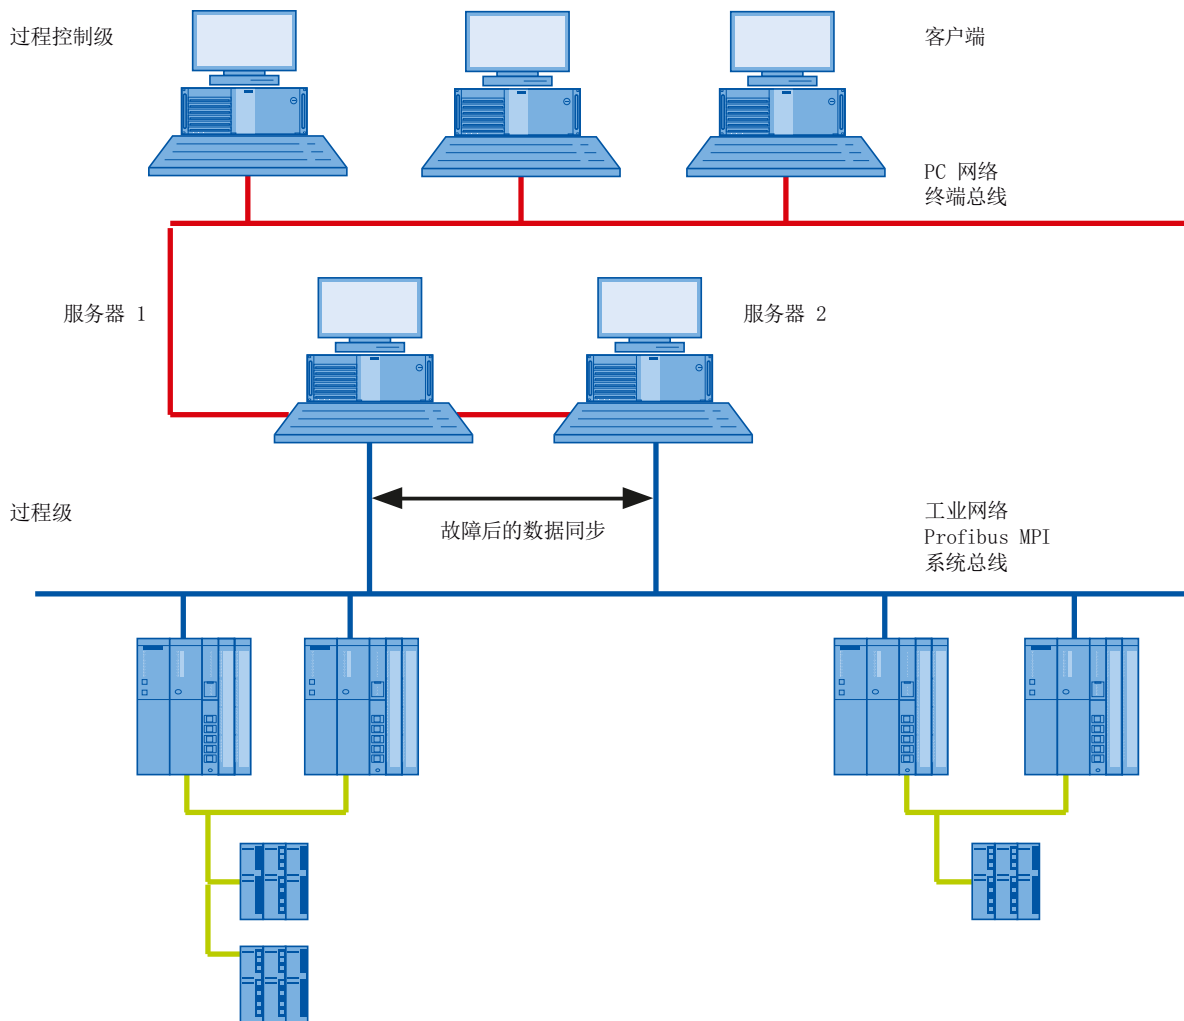 过程控制级
客户端
PC 网络
终端总线
服务器 1
服务器 2
过程级
故障后的数据同步
工业网络
Profibus MPI
系统总线